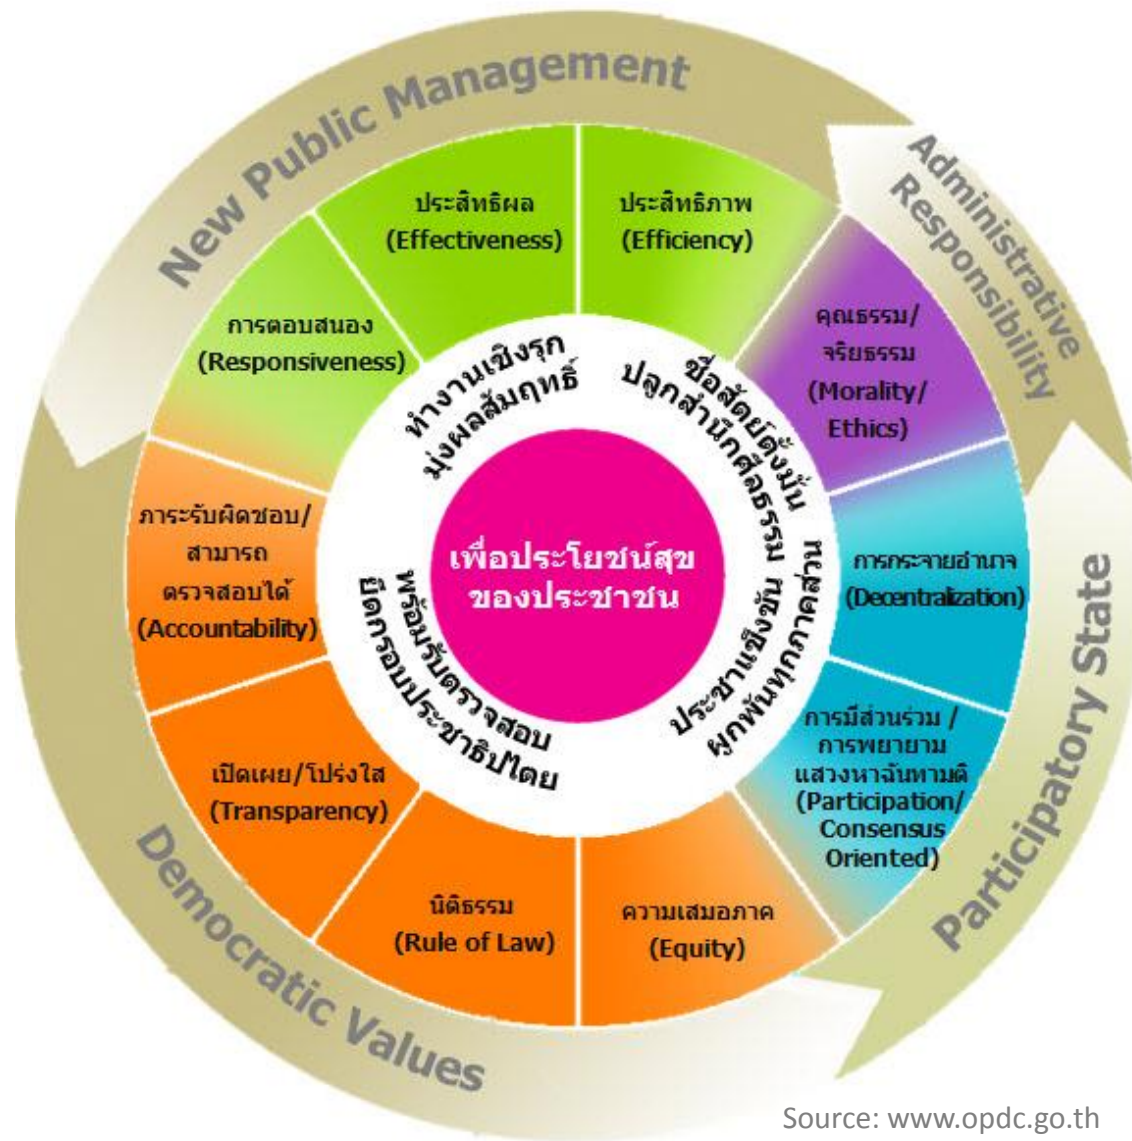 New Public Management
Administrative
Responsibility
Participatory State
Democratic Values
ประสิทธิผล
(Effectiveness)
ประสิทธิภาพ
(Efficiency)
คุณธรรม/
จริยธรรม
(Morality/
Ethics)
การกระจายอำนาจ
(Decentralization)
การมีส่วนร่วม /
การพยายาม
แสวงหาฉันทามติ
(Participation/
Consensus
Oriented)
ความเสมอภาค
(Equity)
นิติธรรม
(Rule of Law)
เปิดเผย/โปร่งใส
(Transparency)
ภาระรับผิดชอบ/
สามารถ
ตรวจสอบได้
(Accountability)
การตอบสนอง
(Responsiveness)
ทำงานเชิงรุก
มุ่งผลสัมฤทธิ์
ซื่อสัตย์ตั้งมั่น
ปลูกสำนึกศีลธรรม
ประชาแข็งขัน
ผูกพันทุกภาคส่วน
พร้อมรับตรวจสอบ
ยึดกรอบประชาธิปไตย
เพื่อประโยชน์สุข
ของประชาชน
Source: www.opdc.go.th